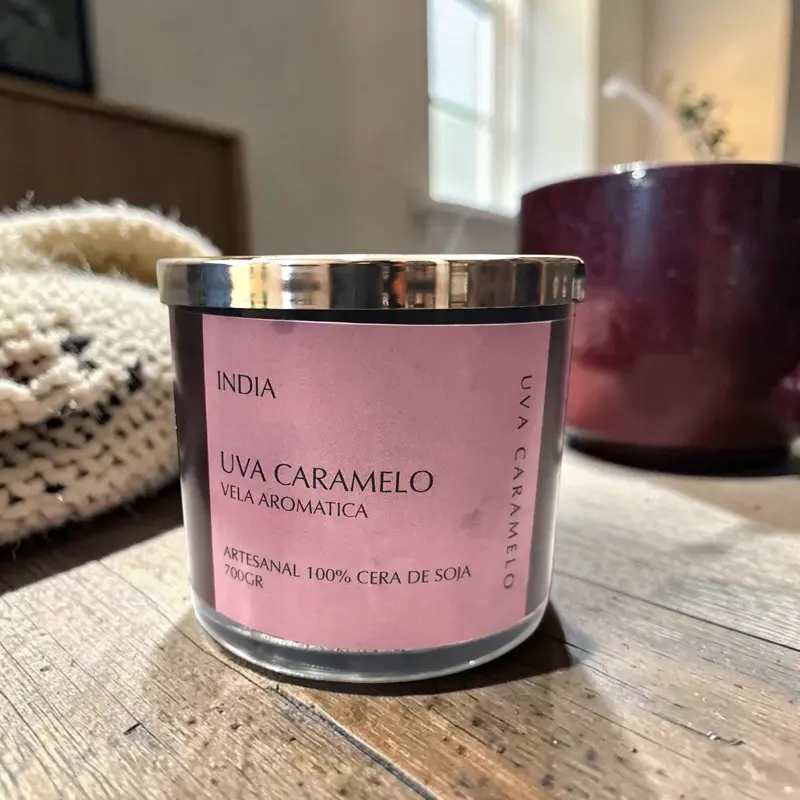 INDIA
UVA CARAMELO
VELA AROMATICA
ARTESANAL 100% CERA DE SOJA
700GR
UVA CARAMELO